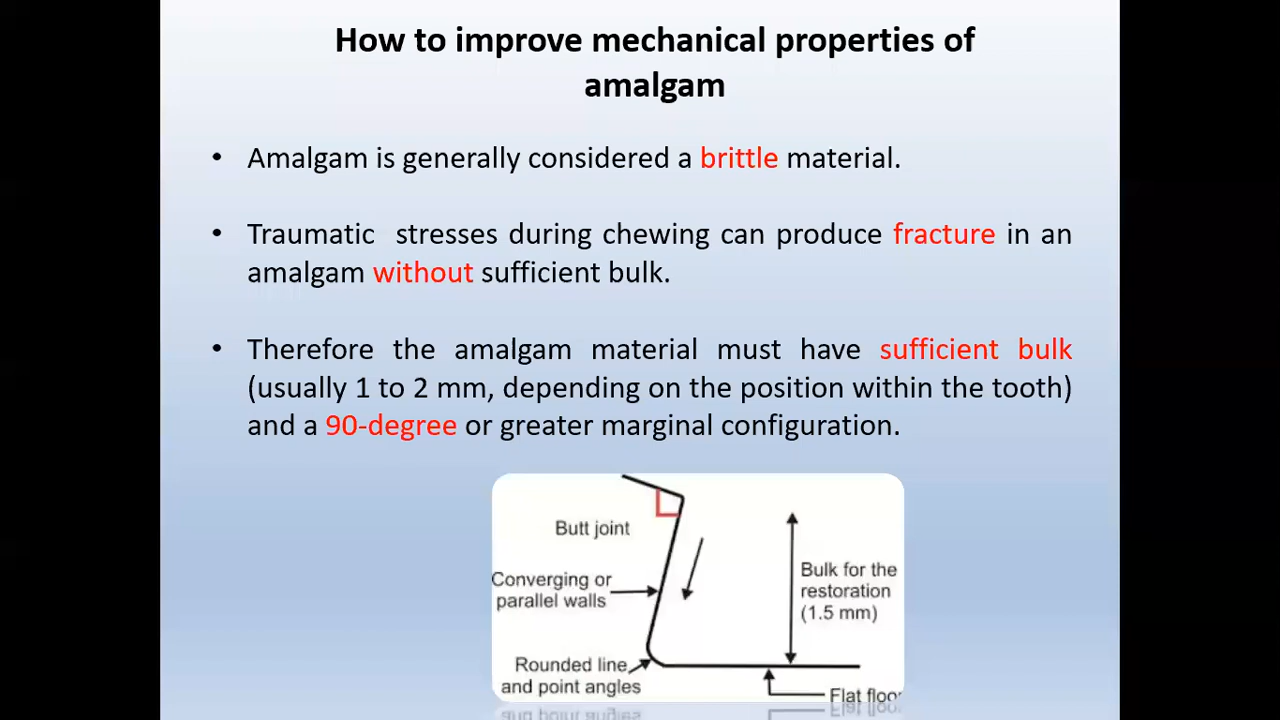 How to improve mechanical properties of
amalgam
• Amalgam is generally considered a brittle material.
• Traumatic stresses during chewing can produce fracture in an
amalgam without sufficient bulk.
• Therefore the amalgam material must have sufficient bulk
(usually 1 to 2 mm, depending on the position within the tooth)
and a 90-degree or greater marginal configuration.
Butt joint
Converging or
parallel walls
Bulk for the
restoration
(1.5 mm)
Rounded line
and point angles
Flat floor